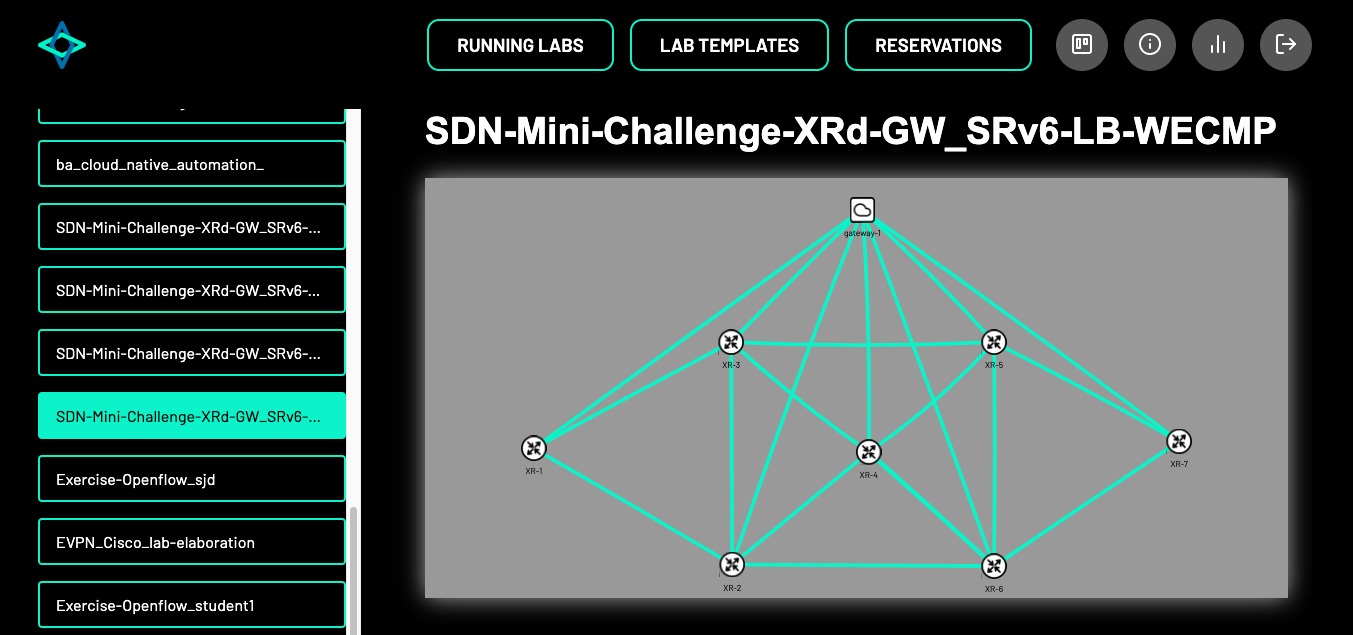 RUNNING LABS
LAB TEMPLATES
RESERVATIONS
ba_cloud_native_automation_
SDN-Mini-Challenge-XRd-GW_SRv6-...
SDN-Mini-Challenge-XRd-GW_SRv6-...
SDN-Mini-Challenge-XRd-GW_SRv6-...
SDN-Mini-Challenge-XRd-GW_SRv6-...
Exercise-Openflow_sjd
EVPN_Cisco_lab-elaboration
Exercise-Openflow_student1
SDN-Mini-Challenge-XRd-GW_SRv6-LB-WECMP
gateway-1
XR-3
XR-5
XR-1
XR-4
XR-7
XR-2
XR-6